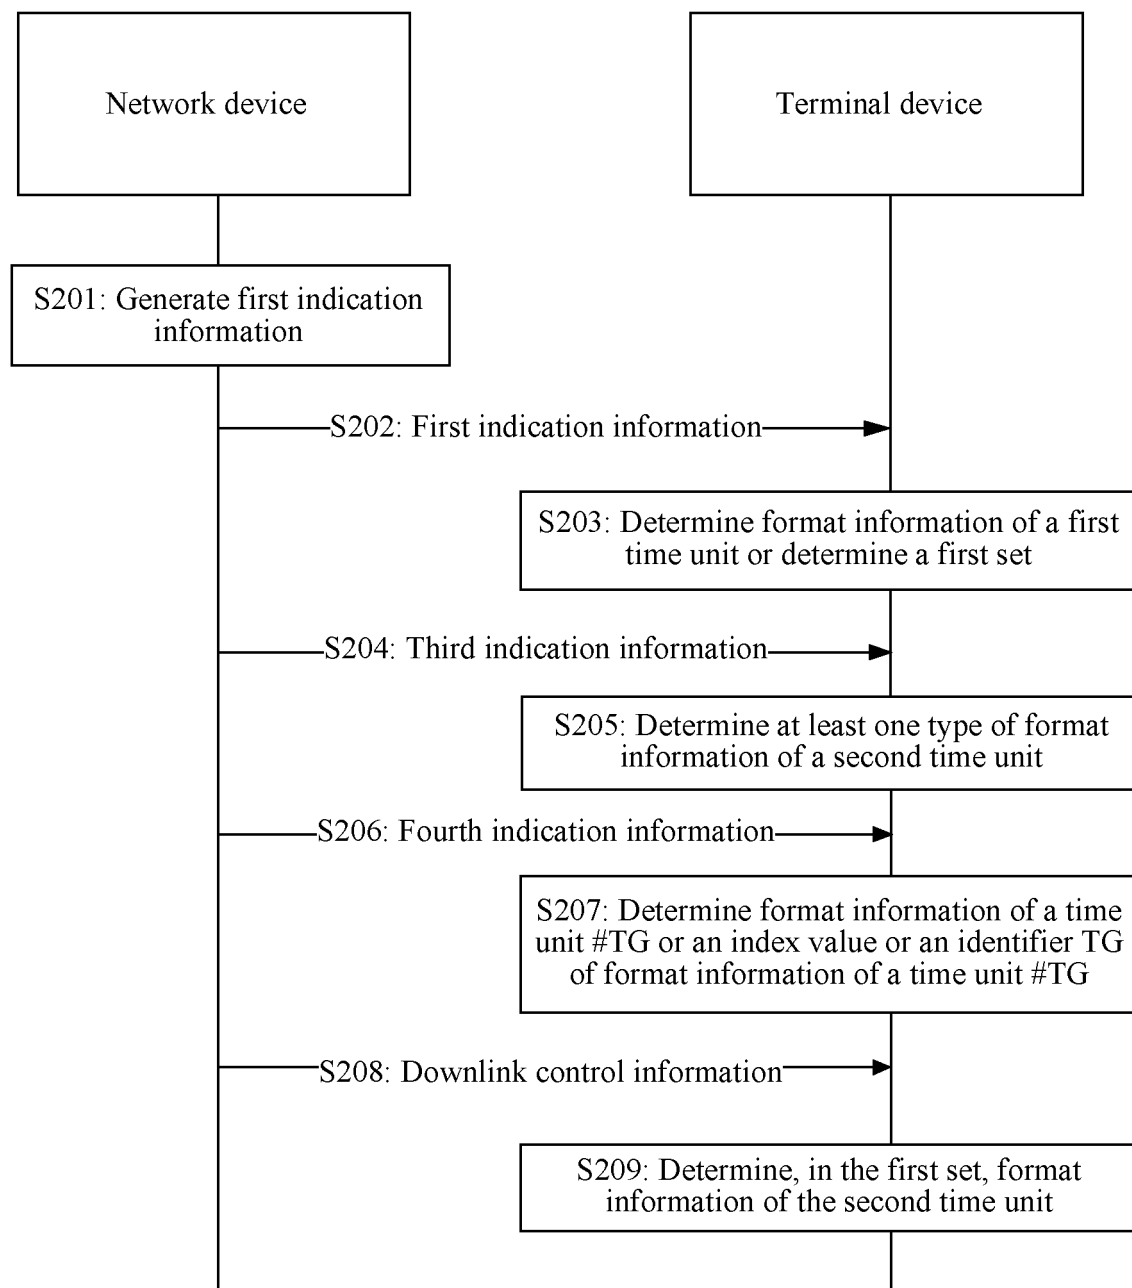 Network device
Terminal device
S201: Generate first indication
information
S202: First indication information
S203: Determine format information of a first
time unit or determine a first set
S204: Third indication information
S205: Determine at least one type of format
information of a second time unit
S206: Fourth indication information
S207: Determine format information of a time
unit #TG or an index value or an identifier TG
of format information of a time unit #TG
S208: Downlink control information
S209: Determine, in the first set, format
information of the second time unit